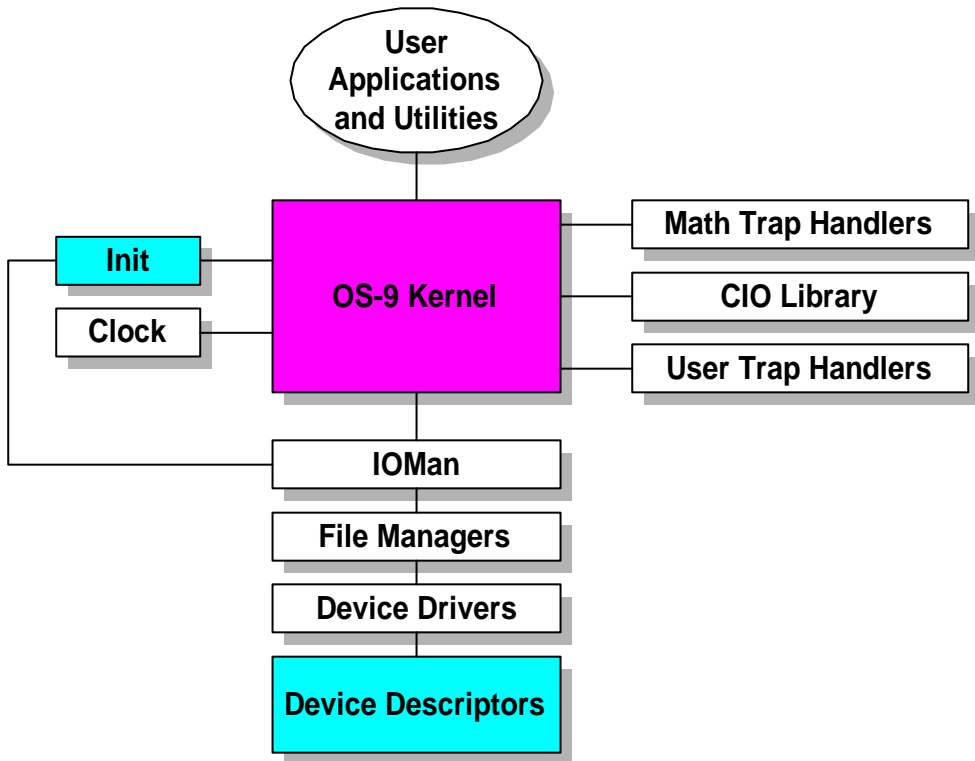 User
Applications
and Utilities
Init
Clock
OS-9 Kernel
Math Trap Handlers
CIO Library
User Trap Handlers
IOMan
File Managers
Device Drivers
Device Descriptors